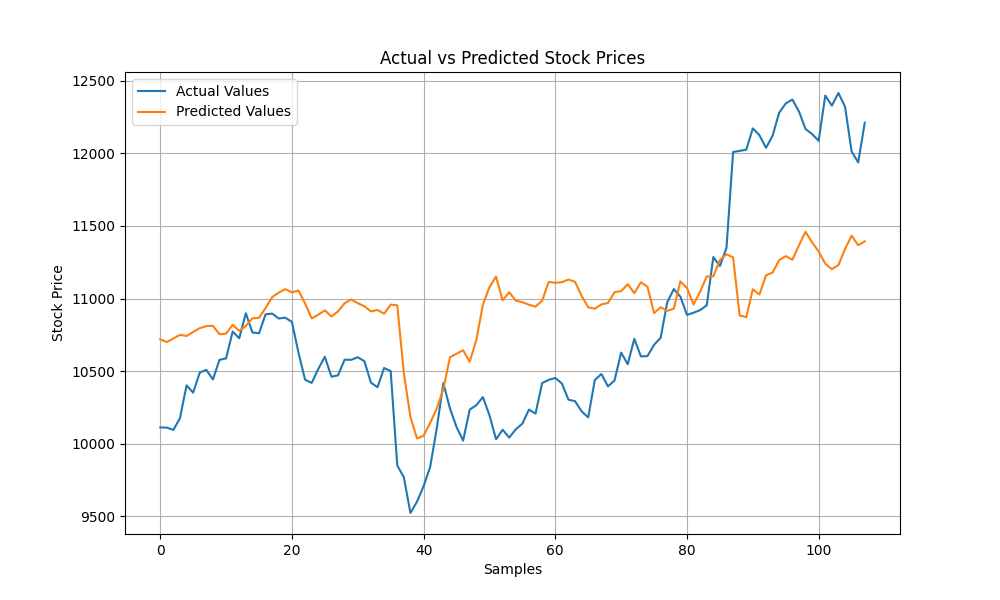 Actual vs Predicted Stock Prices
Actual Values
Predicted Values
Stock Price
12500
12000
11500
11000
10500
10000
9500
0 20 40 60 80 100
Samples